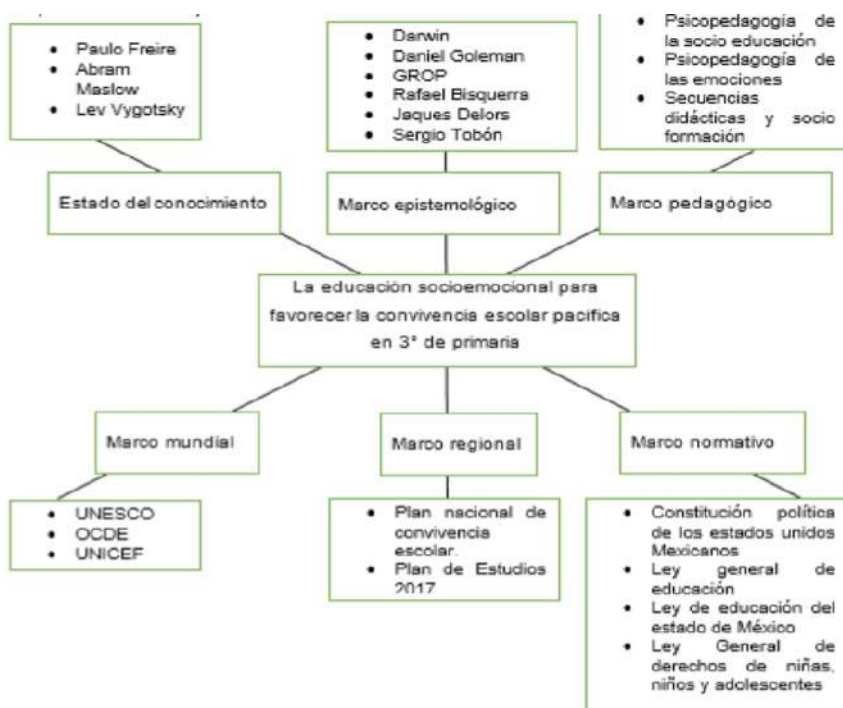 Paulo Freire
Abram
Maslow
Lev Vygotsky
Darwin
Daniel Goleman
GROP
Rafael Bisquerra
Jaques Delors
Sergio Tobón
Psicopedagogía de
la socio educación
Psicopedagogía de
las emociones
Secuencias
didácticas y socio
formación
Estado del conocimiento
Marco epistemológico
Marco pedagógico
La educación socioemocional para
favorecer la convivencia escolar pacifica
en 3° de primaria
Marco mundial
Marco regional
Marco normativo
UNESCO
OCDE
UNICEF
Plan nacional de
convivencia
escolar.
Plan de Estudios
2017
Constitución política
de los estados unidos
Mexicanos
Ley general de
educación
Ley de educación del
estado de México
Ley General de
derechos de niñas,
niños y adolescentes